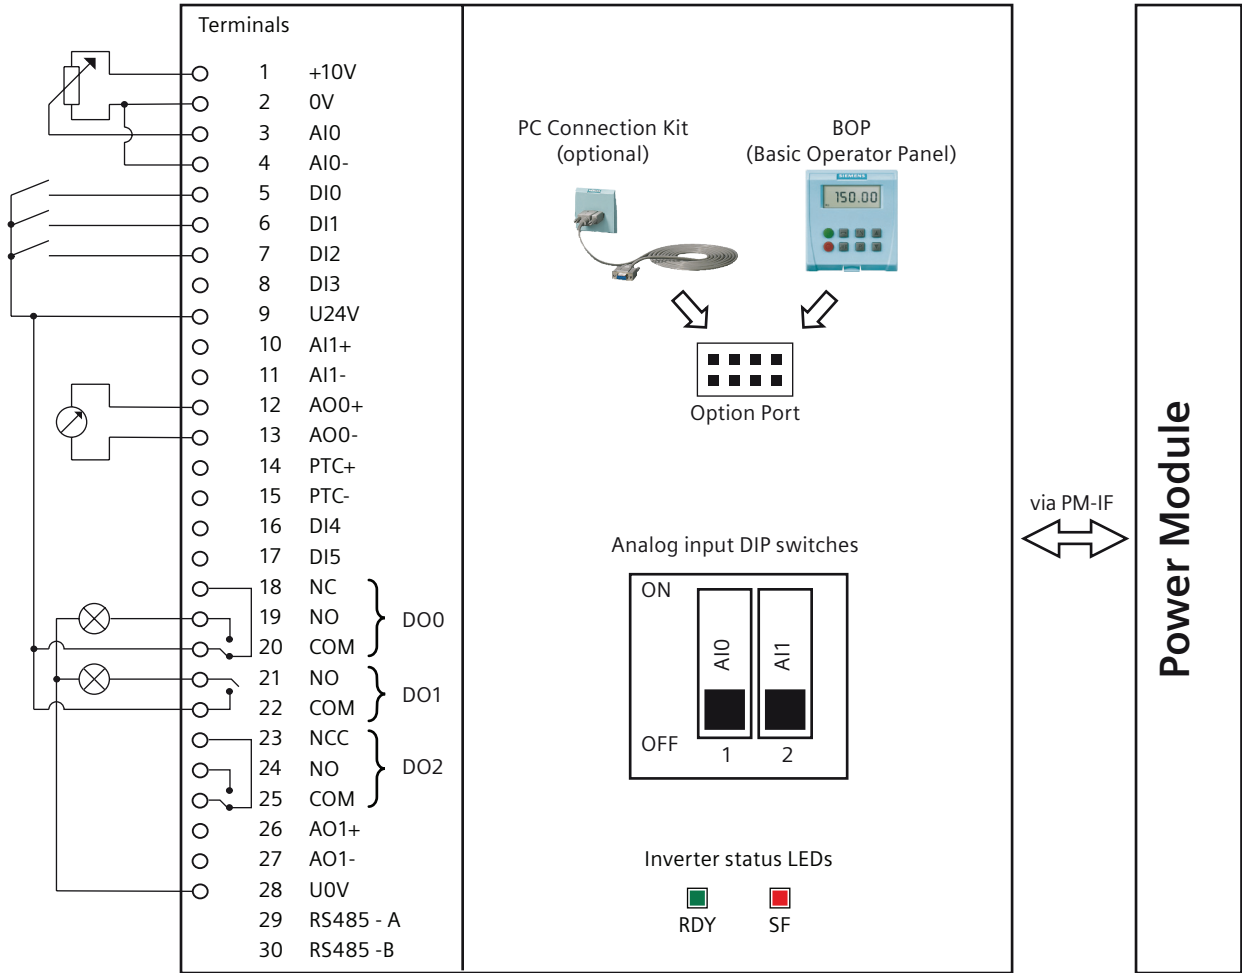 Terminals
1 +10V
2 0V
3 AI0
4 AI0-
5 DI0
6 DI1
7 DI2
8 DI3
9 U24V
10 AI1+
11 AI1-
12 AO0+
13 AO0-
14 PTC+
15 PTC-
16 DI4
17 DI5
18 NC
19 NO
20 COM
DO0
21 NO
22 COM
DO1
23 NCC
24 NO
25 COM
DO2
26 AO1+
27 AO1-
28 U0V
29 RS485 - A
30 RS485 -B
PC Connection Kit
(optional)
BOP
(Basic Operator Panel)
SIEMENS
150.00
Option Port
Analog input DIP switches
ON
AI0
AI1
OFF
1 2
Inverter status LEDs
RDY SF
via PM-IF
Power Module